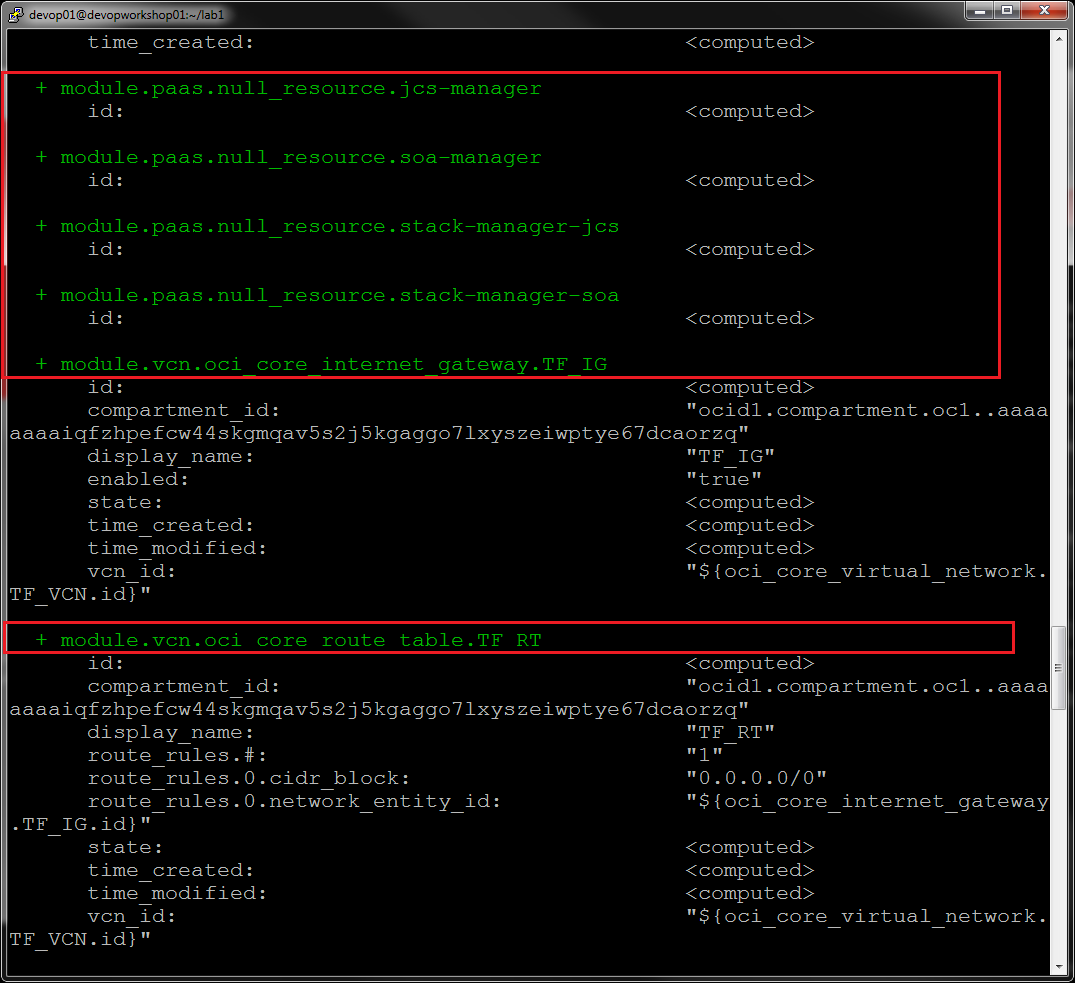 devop01@devopworkshop01:~/lab1
time_created: <computed>
+ module.paas.null_resource.jcs-manager
id: <computed>
+ module.paas.null_resource.soa-manager
id: <computed>
+ module.paas.null_resource.stack-manager-jcs
id: <computed>
+ module.paas.null_resource.stack-manager-soa
id: <computed>
+ module.vcn.oci_core_internet_gateway.TF_IG
id: <computed>
compartment_id: "ocid1.compartment.oc1..aaaa
aaaaiqfzhpefcw44skgmqav5s2j5kgaggo7lxyszeiwptye67dcaorzq"
display_name: "TF_IG"
enabled: "true"
state: <computed>
time_created: <computed>
time_modified: <computed>
vcn_id: "${oci_core_virtual_network.
TF_VCN.id}"
+ module.vcn.oci_core_route_table.TF_RT
id: <computed>
compartment_id: "ocid1.compartment.oc1..aaaa
aaaaiqfzhpefcw44skgmqav5s2j5kgaggo7lxyszeiwptye67dcaorzq"
display_name: "TF_RT"
route_rules.#: "1"
route_rules.0.cidr_block: "0.0.0.0/0"
route_rules.0.network_entity_id: "${oci_core_internet_gateway
.TF_IG.id}"
state: <computed>
time_created: <computed>
time_modified: <computed>
vcn_id: "${oci_core_virtual_network.
TF_VCN.id}"